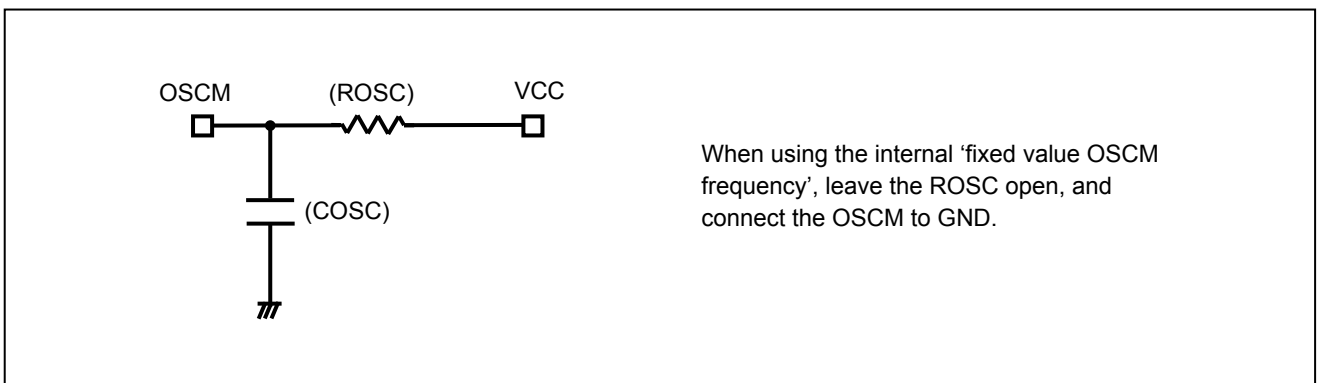 OSCM (ROSC) VCC
(COSC)
When using the internal ‘fixed value OSCM
frequency’, leave the ROSC open, and
connect the OSCM to GND.